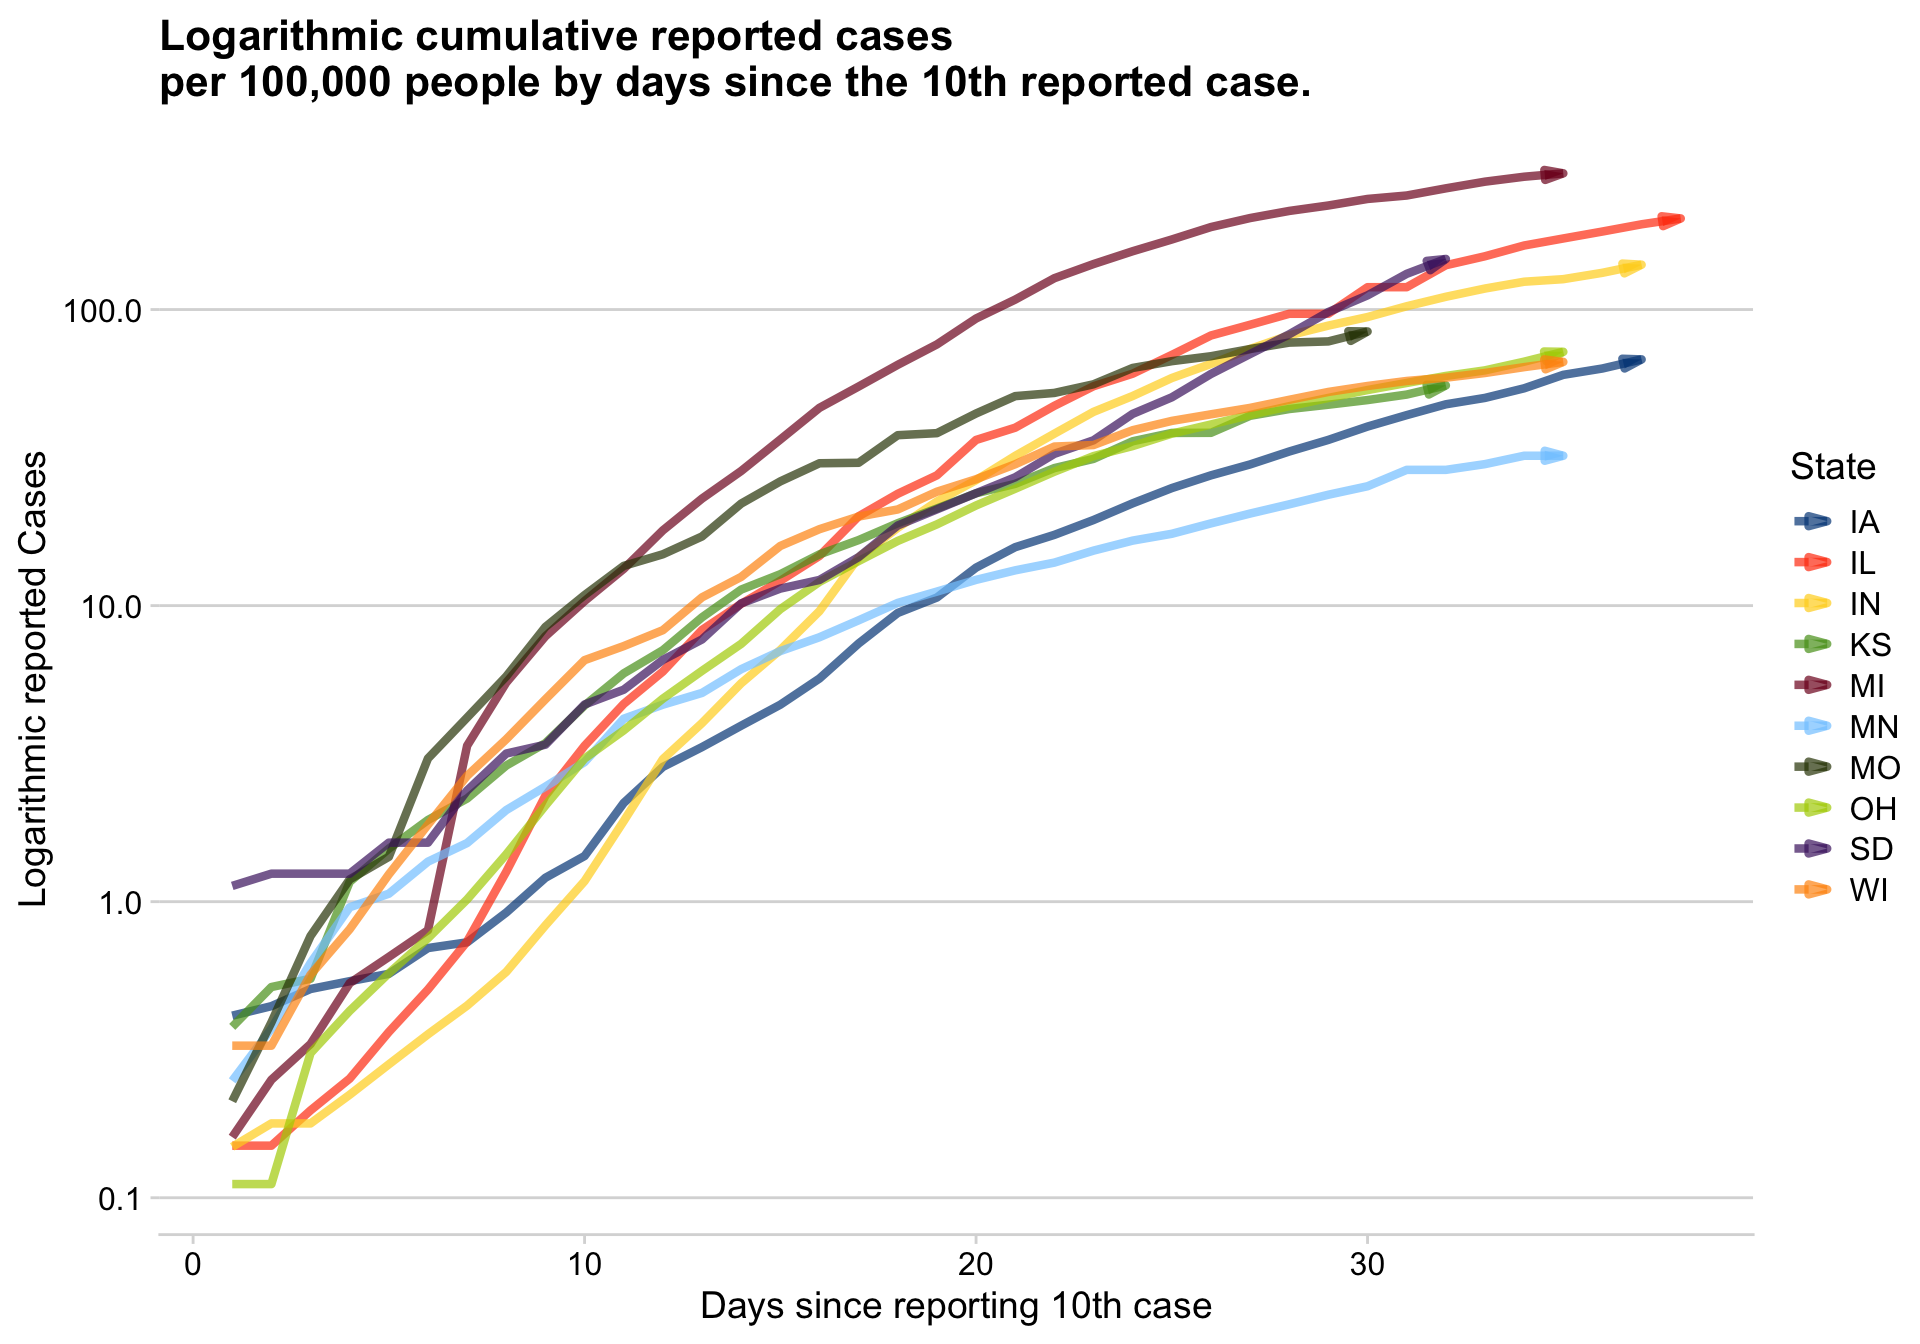 Logarithmic cumulative reported cases
per 100,000 people by days since the 10th reported case.
Logarithmic reported Cases
100.0
10.0
1.0
0.1
0
10
20
30
Days since reporting 10th case
State
IA
IL
IN
KS
MI
MN
MO
OH
SD
WI